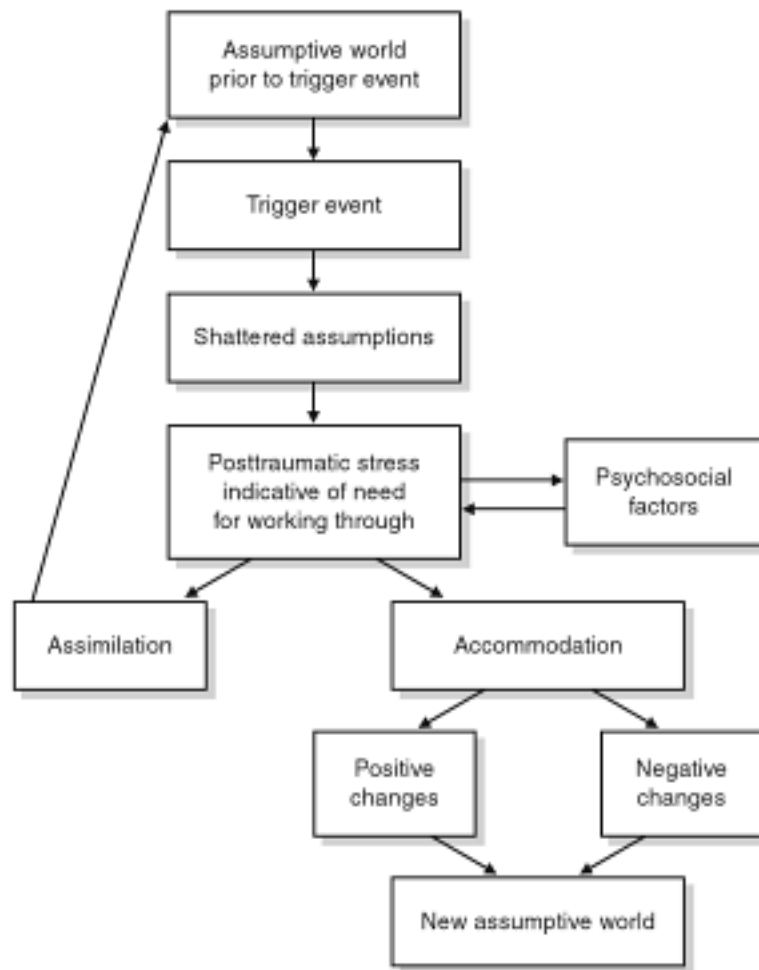 Assumptive world
prior to trigger event
Trigger event
Shattered assumptions
Posttraumatic stress
indicative of need
for working through
Psychosocial
factors
Assimilation
Accommodation
Positive
changes
Negative
changes
New assumptive world